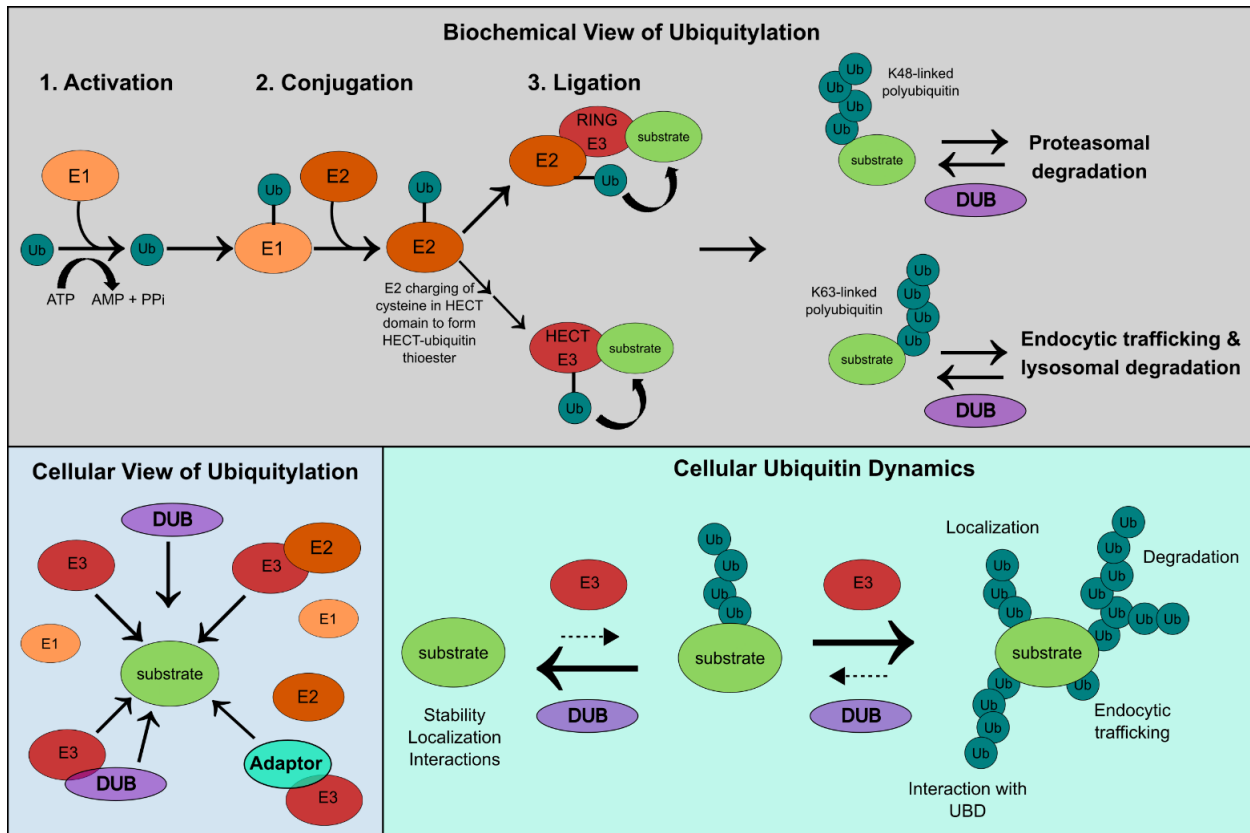 Biochemical View of Ubiquitylation
1. Activation
2. Conjugation
3. Ligation
E1
Ub
Ub
ATP
AMP + PPi
Ub
E1
E2
Ub
E2
E2 charging of
cysteine in HECT
domain to form
HECT-ubiquitin
thioester
RING
E3
E2
substrate
Ub
HECT
E3
substrate
Ub
K48-linked
polyubiquitin
Ub
Ub
Ub
Ub
substrate
DUB
Proteasomal
degradation
K63-linked
polyubiquitin
Ub
Ub
Ub
Ub
substrate
DUB
Endocytic trafficking &
lysosomal degradation
Cellular View of Ubiquitylation
DUB
E3
E3
E2
E1
E1
substrate
E2
E3
DUB
Adaptor
E3
Cellular Ubiquitin Dynamics
substrate
Stability
Localization
Interactions
E3
DUB
Ub
Ub
Ub
Ub
substrate
E3
DUB
Localization
Ub
Ub
Ub
Degradation
Ub
Ub
Ub
Ub
Ub
Ub
Ub
Ub
substrate
Ub
Ub
Ub
Ub
Ub
Endocytic
trafficking
Interaction with
UBD